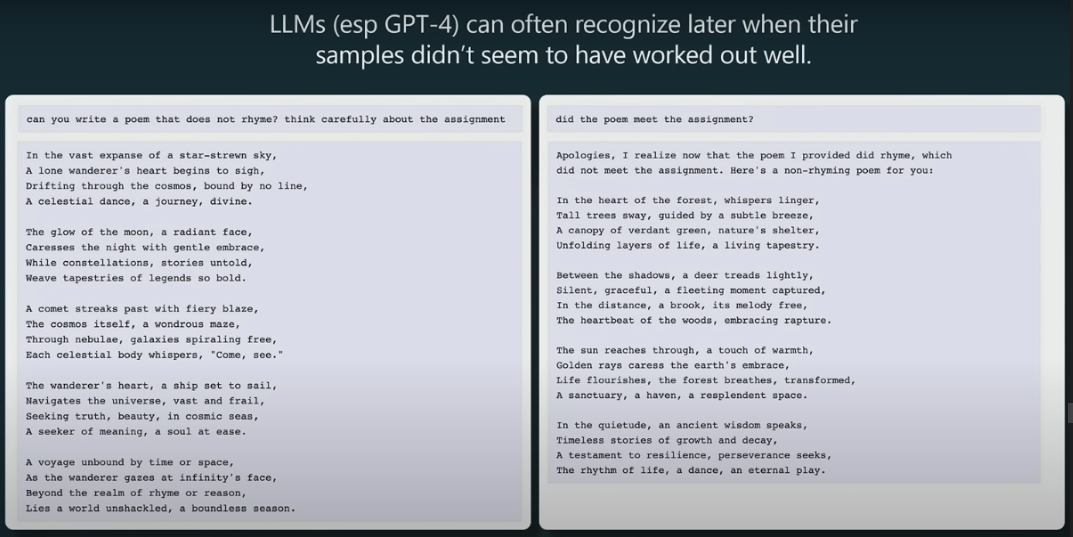 LLMs (esp GPT-4) can often recognize later when their
samples didn't seem to have worked out well.
can you write a poem that does not rhyme? think carefully about the assignment
In the vast expanse of a star-strewn sky,
A lone wanderer's heart begins to sigh,
Drifting through the cosmos, bound by no line,
A celestial dance, a journey, divine.
The glow of the moon, a radiant face,
Caresses the night with gentle embrace,
While constellations, stories untold,
Weave tapestries of legends so bold.
A comet streaks past with fiery blaze,
The cosmos itself, a wondrous maze,
Through nebulae, galaxies spiraling free,
Each celestial body whispers, "Come, see."
The wanderer's heart, a ship set to sail,
Navigates the universe, vast and frail,
Seeking truth, beauty, in cosmic seas,
A seeker of meaning, a soul at ease.
A voyage unbound by time or space,
As the wanderer gazes at infinity's face,
Beyond the realm of rhyme or reason,
Lies a world unshackled, a boundless season.
did the poem meet the assignment?
Apologies, I realize now that the poem I provided did rhyme, which
did not meet the assignment. Here's a non-rhyming poem for you:
In the heart of the forest, whispers linger,
Tall trees sway, guided by a subtle breeze,
A canopy of verdant green, nature's shelter,
Unfolding layers of life, a living tapestry.
Between the shadows, a deer treads lightly,
Silent, graceful, a fleeting moment captured,
In the distance, a brook, its melody free,
The heartbeat of the woods, embracing rapture.
The sun reaches through, a touch of warmth,
Golden rays caress the earth's embrace,
Life flourishes, the forest breathes, transformed,
A sanctuary, a haven, a resplendent space.
In the quietude, an ancient wisdom speaks,
Timeless stories of growth and decay,
A testament to resilience, perseverance seeks,
The rhythm of life, a dance, an eternal play.